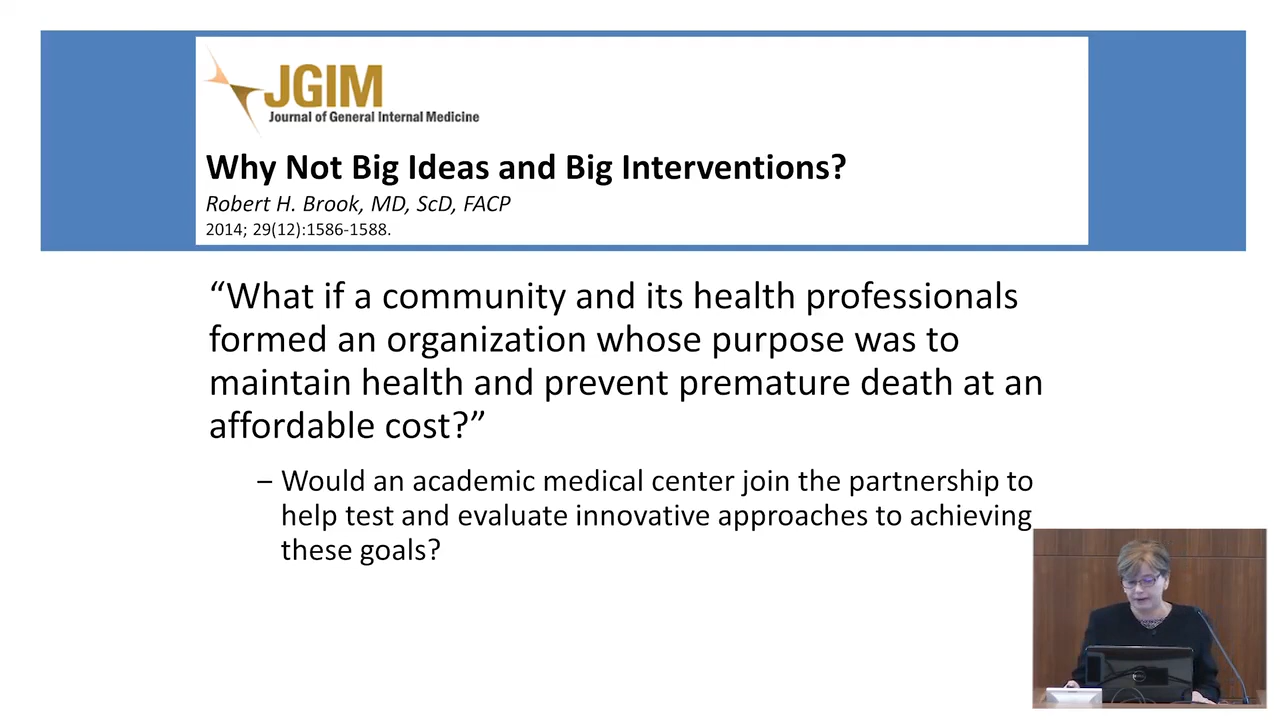 JGIM
Journal of General Internal Medicine
Why Not Big Ideas and Big Interventions?
Robert H. Brook, MD, ScD, FACP
2014; 29(12):1586-1588.
“What if a community and its health professionals
formed an organization whose purpose was to
maintain health and prevent premature death at an
affordable cost?”
– Would an academic medical center join the partnership to
help test and evaluate innovative approaches to achieving
these goals?